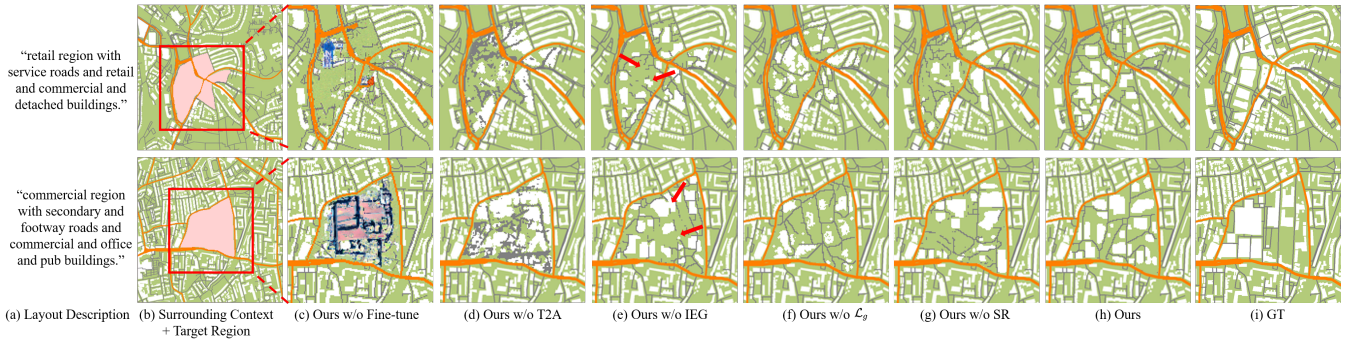 “retail region with
service roads and retail
and commercial and
detached buildings.”
“commercial region
with secondary and
footway roads and
commercial and office
and pub buildings.”
(a) Layout Description
(b) Surrounding Context
+ Target Region
(c) Ours w/o Fine-tune
(d) Ours w/o T2A
(e) Ours w/o IEG
(f) Ours w/o ℒg
(g) Ours w/o SR
(h) Ours
(i) GT